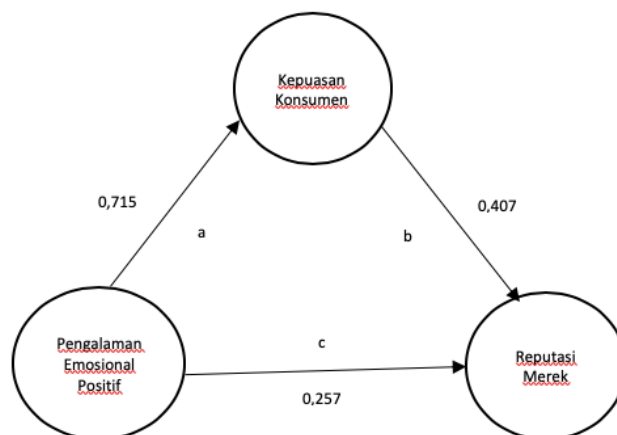 Kepuasan
Konsumen
0,715
0,407
a
b
Pengalaman
Emosional
Positif
c
Reputasi
Merek
0,257